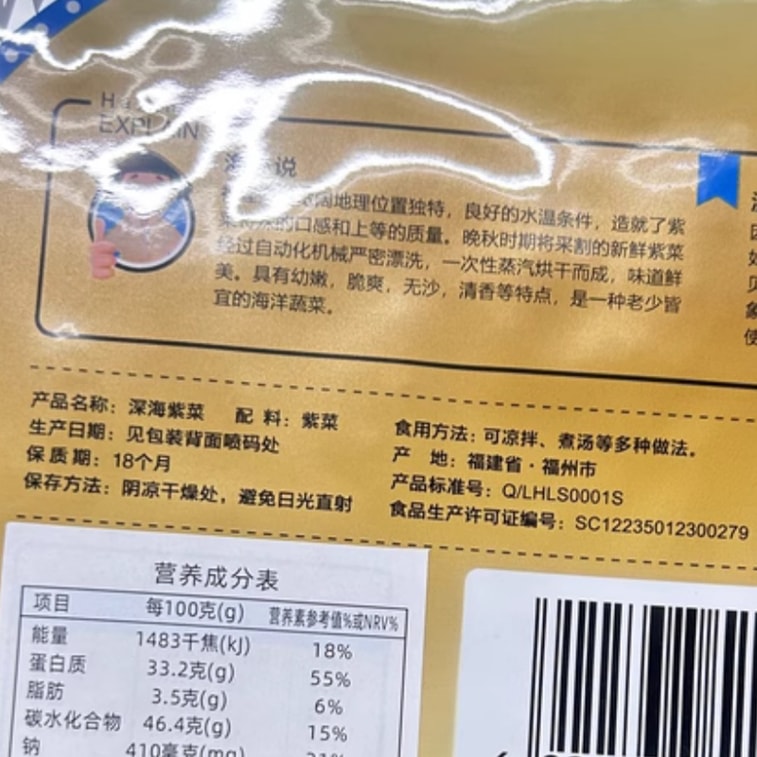 EXPLAIN
说
地理位置独特，良好的水温条件，造就了紫
的口感和上等的质量。晚秋时期将采割的新鲜紫菜
经过自动化机械严密漂洗，一次性蒸汽烘干而成，味道鲜
美。具有幼嫩，脆爽，无沙，清香等特点，是一种老少皆
宜的海洋蔬菜。
产品名称：深海紫菜 配 料：紫菜
生产日期：见包装背面喷码处
保 质 期：18个月
保存方法：阴凉干燥处，避免日光直射
食用方法：可凉拌、煮汤等多种做法。
产 地：福建省·福州市
产品标准号：Q/LHLS0001S
食品生产许可证编号：SC12235012300279
营养成分表
项目 每100克(g) 营养素参考值%或NRV%
能量 1483千焦(kJ) 18%
蛋白质 33.2克(g) 55%
脂肪 3.5克(g) 6%
碳水化合物 46.4克(g) 15%
钠 410毫克(mg)